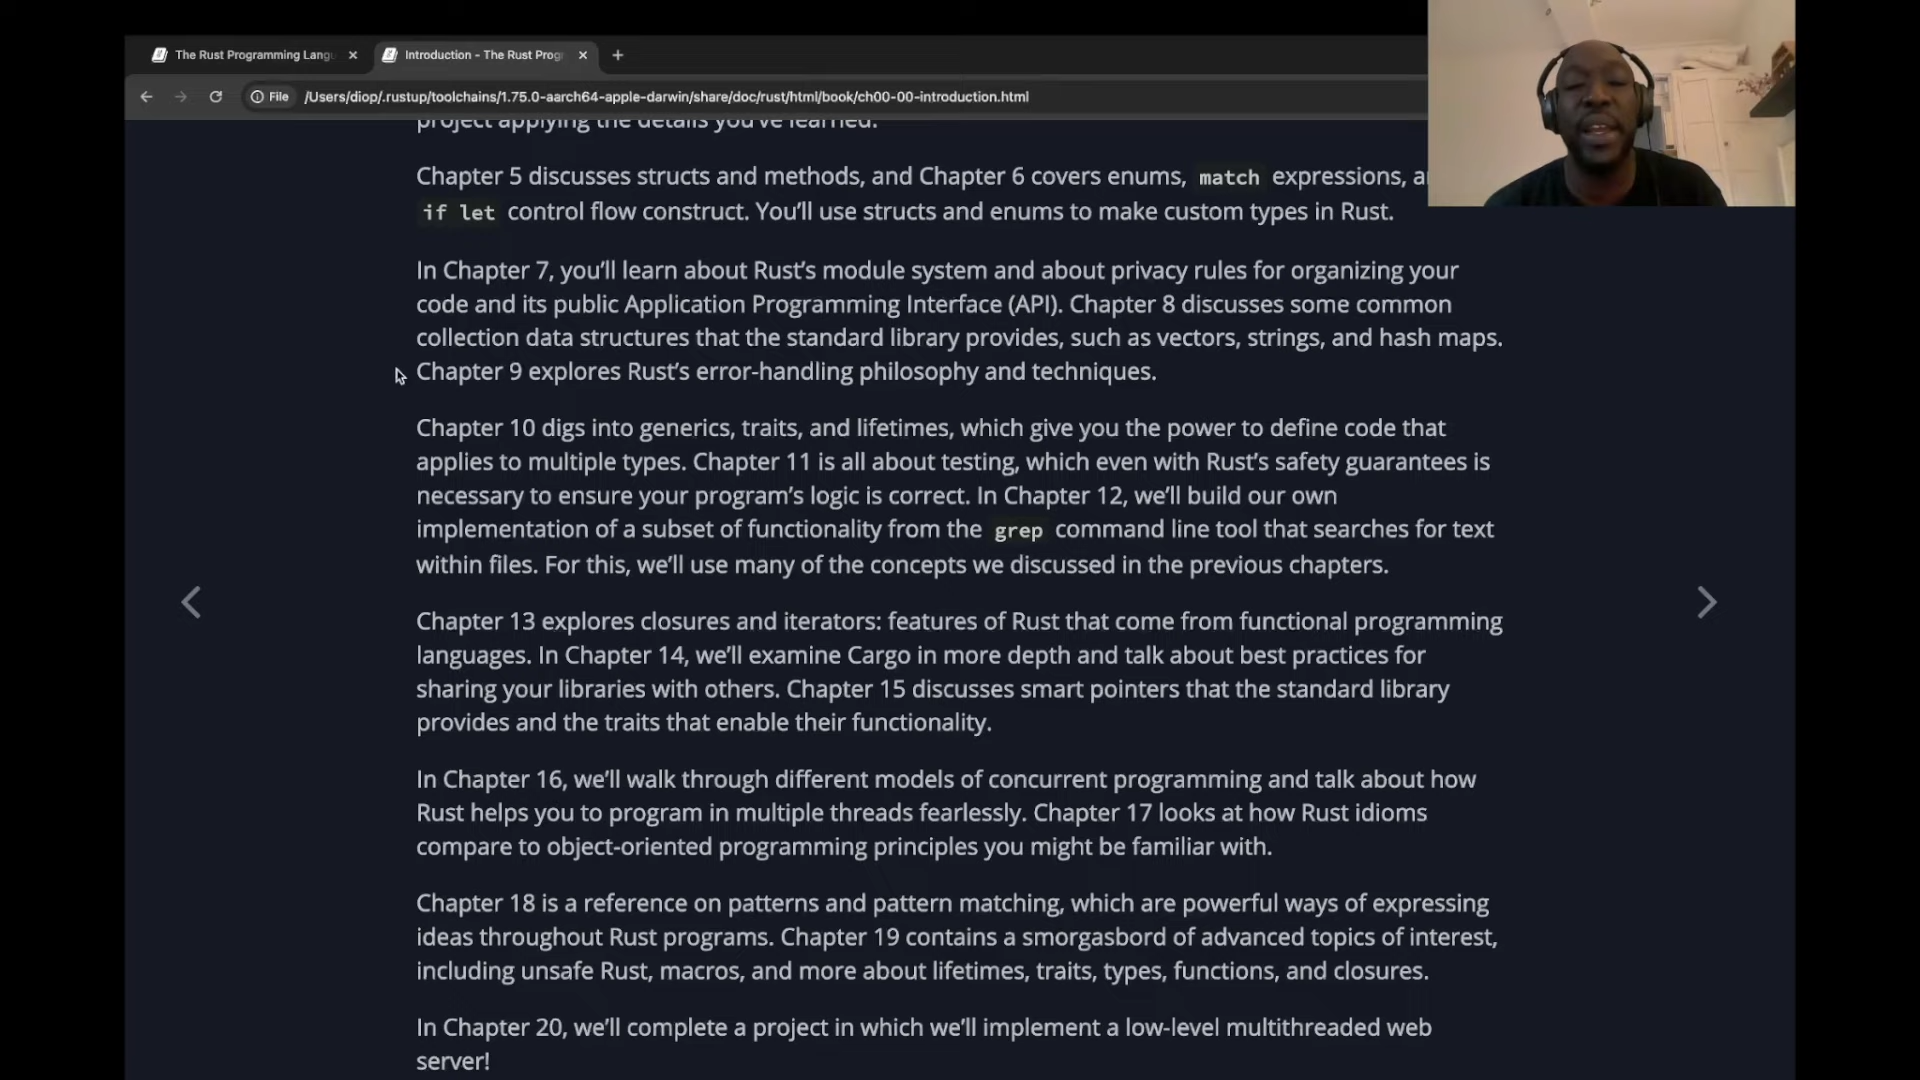 The Rust Programming Langu
Introduction - The Rust Prog
File
/Users/diop/.rustup/toolchains/1.75.0-aarch64-apple-darwin/share/doc/rust/html/book/ch00-00-introduction.html
project applying the details you've learned.
Chapter 5 discusses structs and methods, and Chapter 6 covers enums, match expressions, a
if let control flow construct. You'll use structs and enums to make custom types in Rust.
In Chapter 7, you'll learn about Rust's module system and about privacy rules for organizing your
code and its public Application Programming Interface (API). Chapter 8 discusses some common
collection data structures that the standard library provides, such as vectors, strings, and hash maps.
Chapter 9 explores Rust's error-handling philosophy and techniques.
Chapter 10 digs into generics, traits, and lifetimes, which give you the power to define code that
applies to multiple types. Chapter 11 is all about testing, which even with Rust's safety guarantees is
necessary to ensure your program's logic is correct. In Chapter 12, we'll build our own
implementation of a subset of functionality from the grep command line tool that searches for text
within files. For this, we'll use many of the concepts we discussed in the previous chapters.
Chapter 13 explores closures and iterators: features of Rust that come from functional programming
languages. In Chapter 14, we'll examine Cargo in more depth and talk about best practices for
sharing your libraries with others. Chapter 15 discusses smart pointers that the standard library
provides and the traits that enable their functionality.
In Chapter 16, we'll walk through different models of concurrent programming and talk about how
Rust helps you to program in multiple threads fearlessly. Chapter 17 looks at how Rust idioms
compare to object-oriented programming principles you might be familiar with.
Chapter 18 is a reference on patterns and pattern matching, which are powerful ways of expressing
ideas throughout Rust programs. Chapter 19 contains a smorgasbord of advanced topics of interest,
including unsafe Rust, macros, and more about lifetimes, traits, types, functions, and closures.
In Chapter 20, we'll complete a project in which we'll implement a low-level multithreaded web
server!